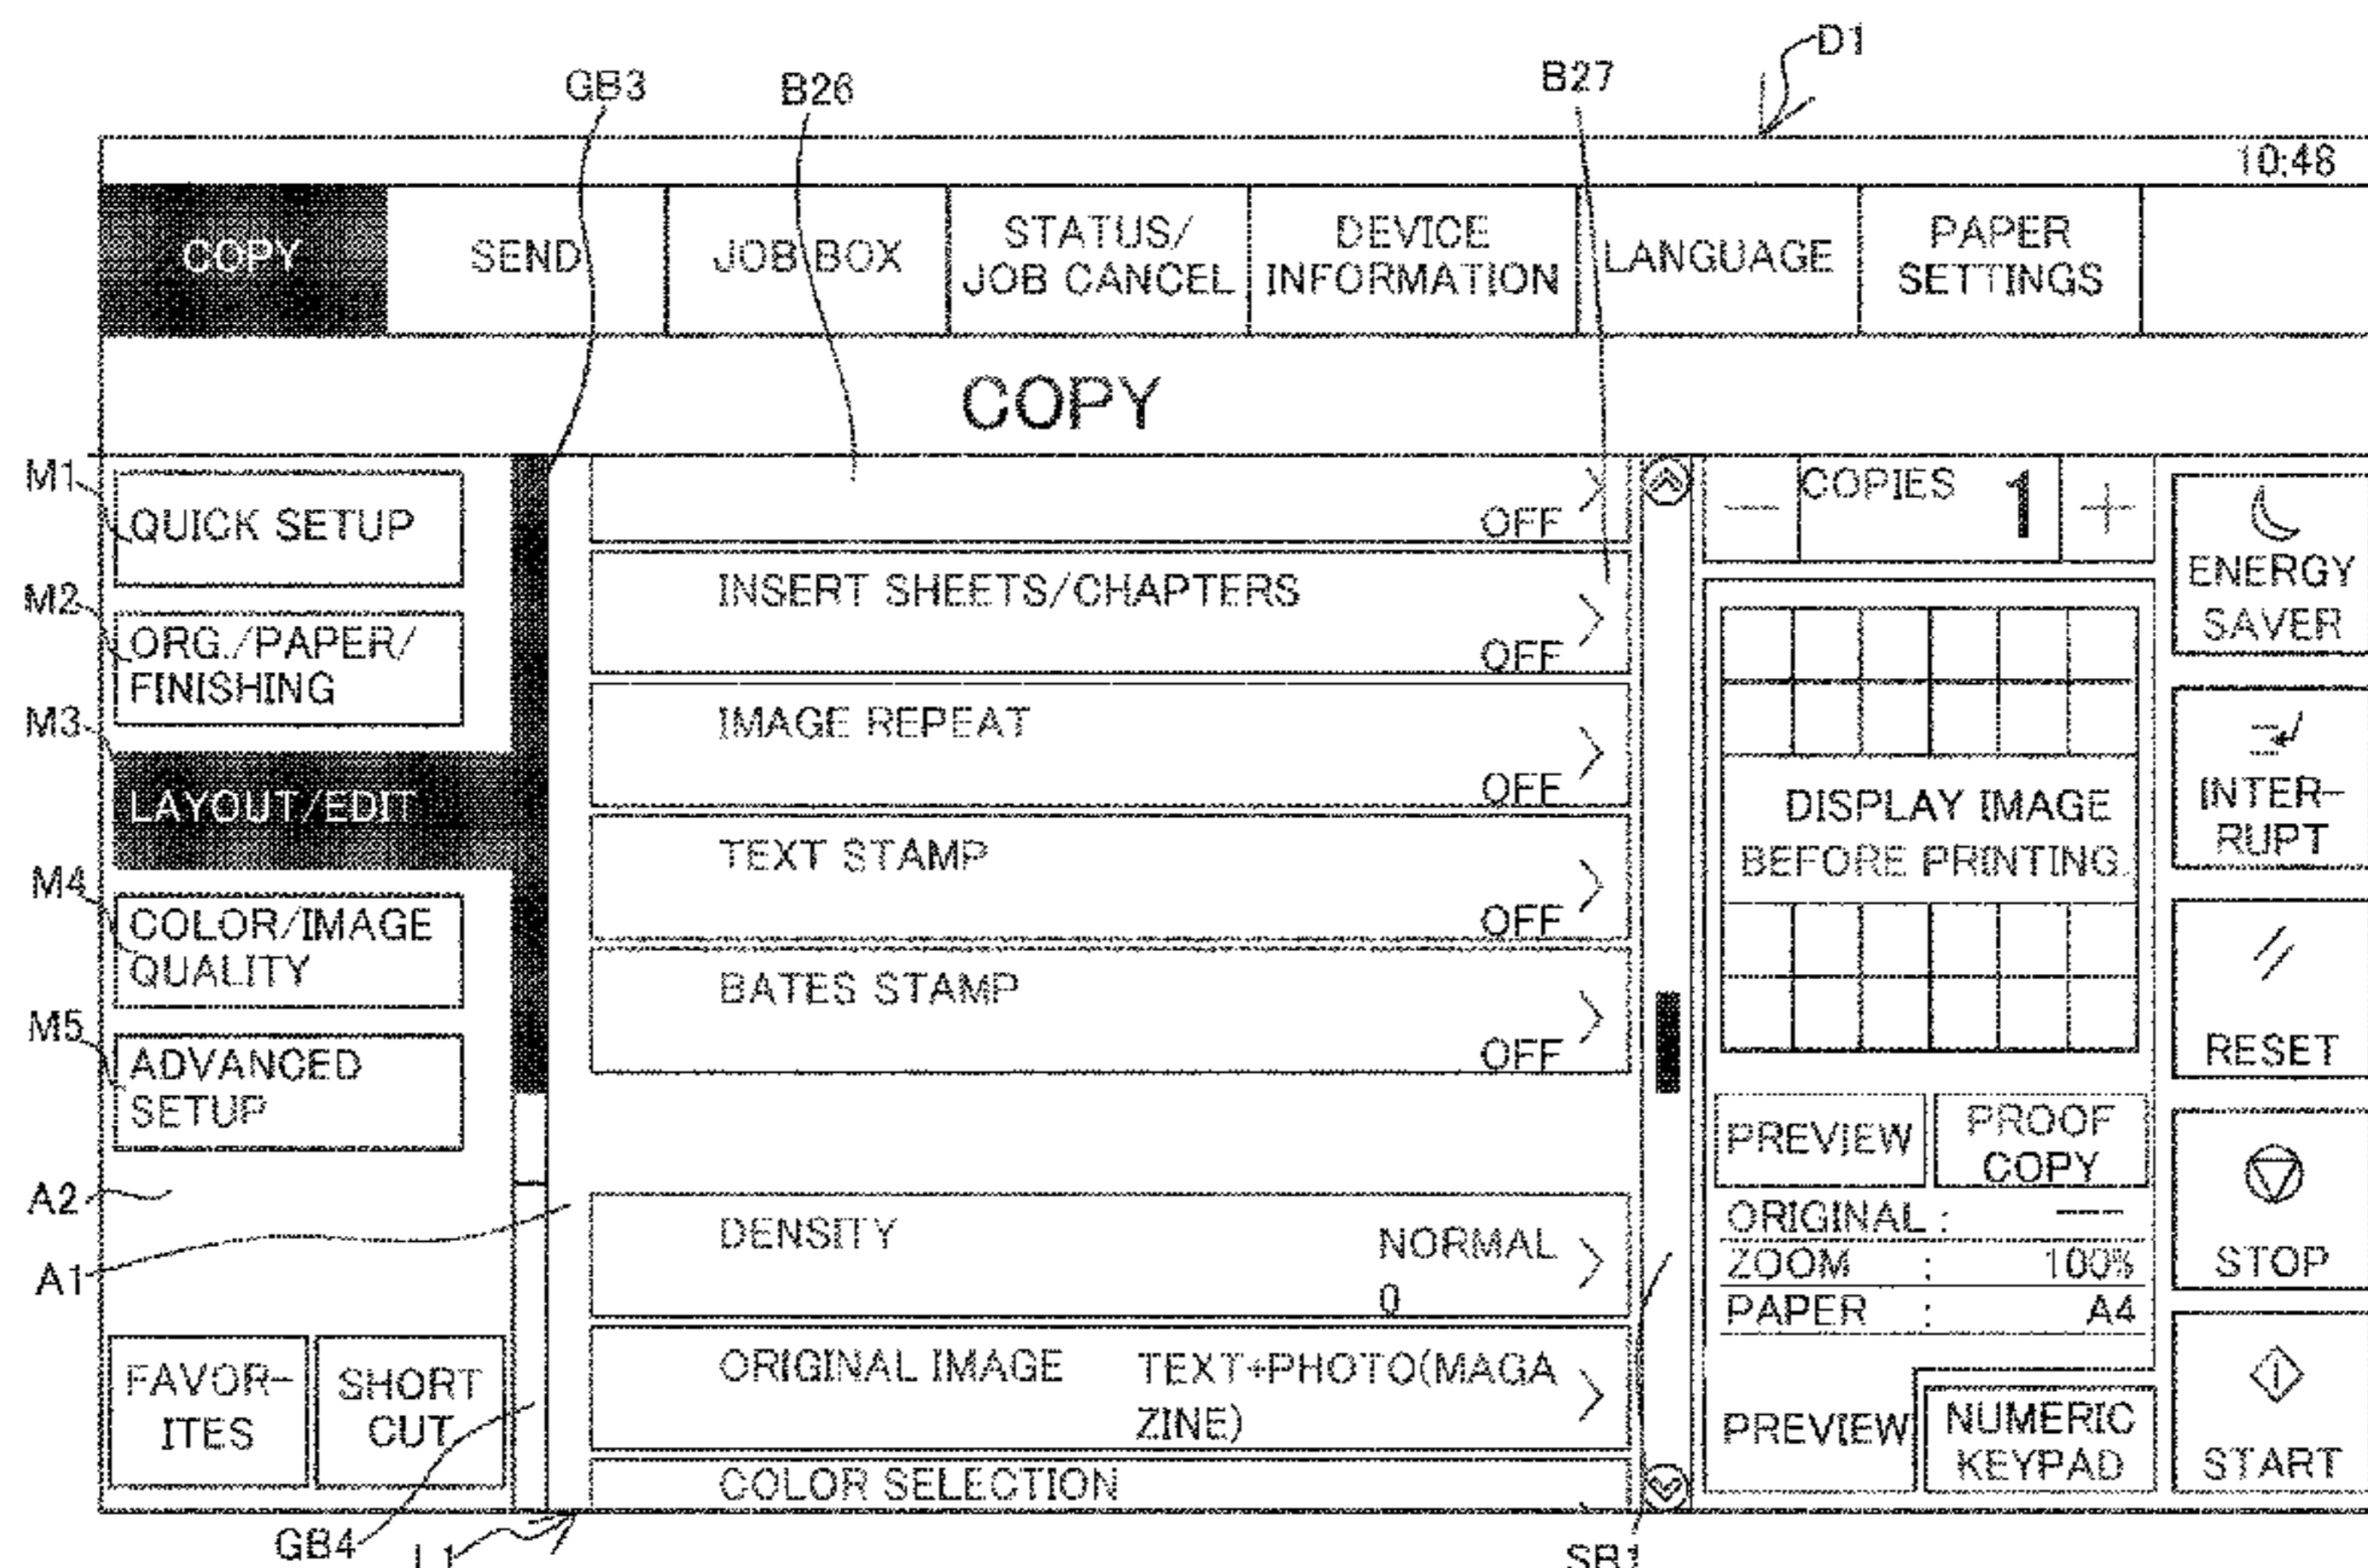 D1
GB3
B26
B27
10:48
COPY
SEND
JOB BOX
STATUS/
JOB CANCEL
DEVICE
INFORMATION
LANGUAGE
PAPER
SETTINGS
COPY
M1
QUICK SETUP
M2
ORG./PAPER/
FINISHING
M3
LAYOUT/EDIT
M4
COLOR/IMAGE
QUALITY
M5
ADVANCED
SETUP
A2
A1
FAVOR-
ITES
SHORT
CUT
GB4
L1
OFF
INSERT SHEETS/CHAPTERS
OFF
IMAGE REPEAT
OFF
TEXT STAMP
OFF
BATES STAMP
OFF
DENSITY
NORMAL
0
ORIGINAL IMAGE TEXT+PHOTO(MAGA
ZINE)
COLOR SELECTION
SB1
— COPIES 1 +
DISPLAY IMAGE
BEFORE PRINTING.
PREVIEW
PROOF
COPY
ORIGINAL : ----
ZOOM : 100%
PAPER : A4
PREVIEW
NUMERIC
KEYPAD
ENERGY
SAVER
INTER-
RUPT
RESET
STOP
START